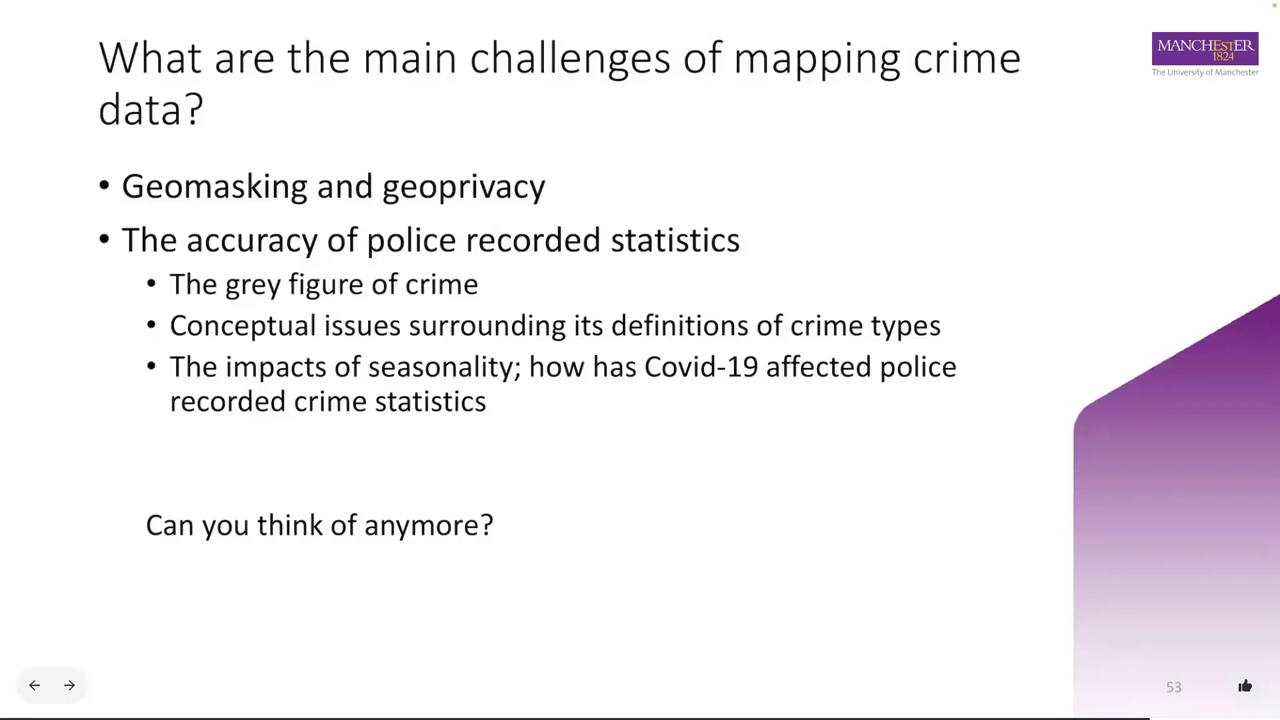 What are the main challenges of mapping crime
data?
MANCHESTER
1824
The University of Manchester
• Geomasking and geoprivacy
• The accuracy of police recorded statistics
• The grey figure of crime
• Conceptual issues surrounding its definitions of crime types
• The impacts of seasonality; how has Covid-19 affected police
recorded crime statistics
Can you think of anymore?
53